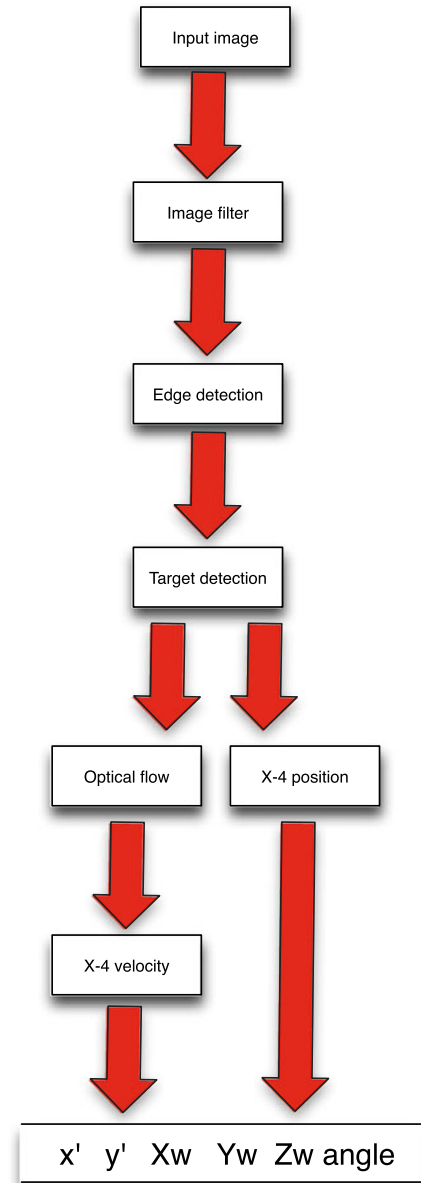 Input image
Image filter
Edge detection
Target detection
Optical flow
X-4 position
X-4 velocity
x' y' Xw Yw Zw angle